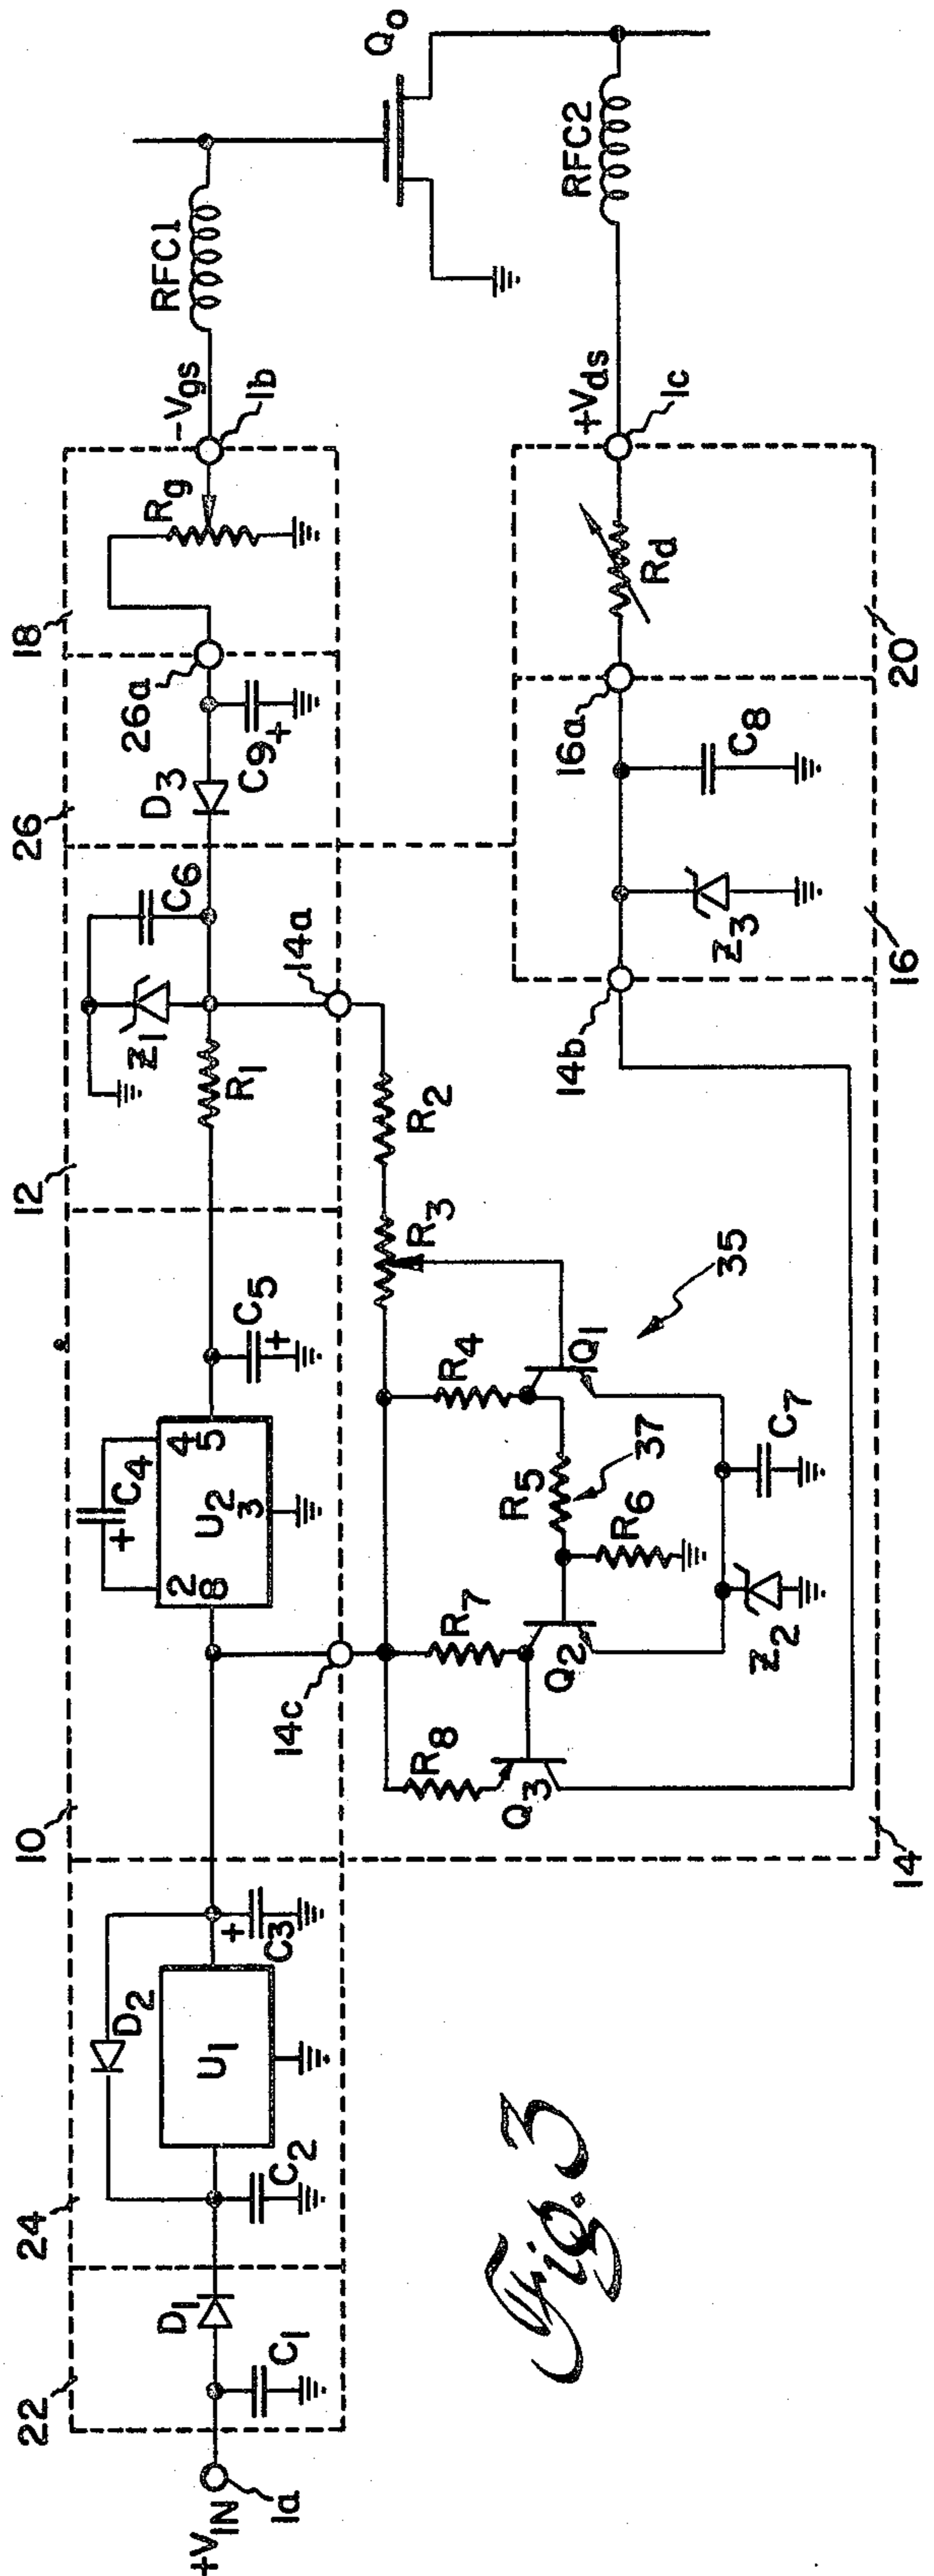 +VIN
1a
22
C1
D1
24
C2
U1
D2
+
C3
10
14c
2
8
U2
3
4
5
+
C4
C5
+
12
R1
Z1
C6
14a
26
D3
C9
+
26a
18
Rg
-Vgs
1b
RFC1
Q0
RFC2
+Vds
1c
Rd
20
16a
C8
Z3
16
14b
R2
R3
35
R4
Q1
R5
37
R6
R7
Q2
Z2
C7
R8
Q3
14
Fig. 3